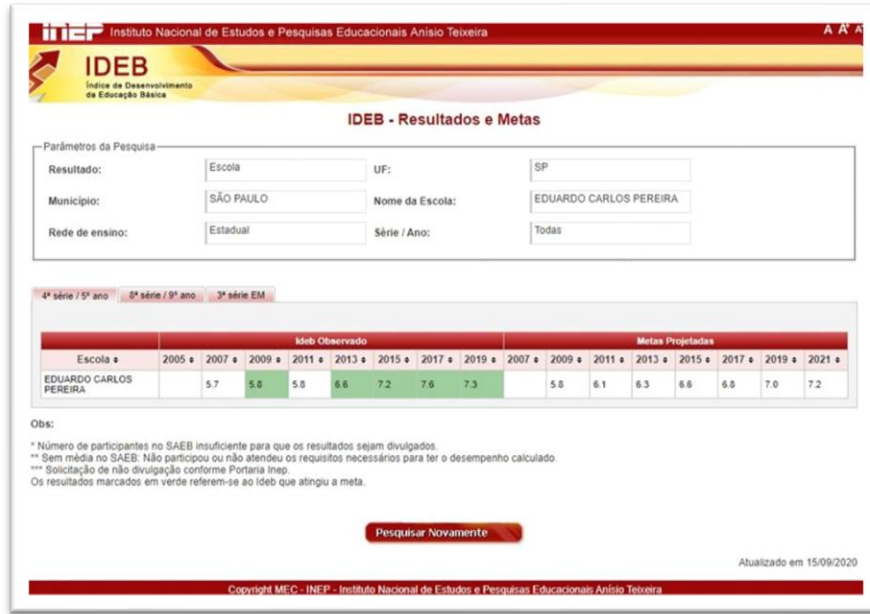 inep Instituto Nacional de Estudos e Pesquisas Educacionais Anísio Teixeira A A+ A
IDEB
Índice de Desenvolvimento
da Educação Básica
IDEB - Resultados e Metas
Parâmetros da Pesquisa
Resultado: Escola UF: SP
Município: SÃO PAULO Nome da Escola: EDUARDO CARLOS PEREIRA
Rede de ensino: Estadual Série / Ano: Todas
4ª série / 5º ano 8ª série / 9º ano 3ª série EM
Ideb Observado Metas Projetadas
Escola 2005 2007 2009 2011 2013 2015 2017 2019 2007 2009 2011 2013 2015 2017 2019 2021
EDUARDO CARLOS
PEREIRA 5.7 5.8 5.8 6.6 7.2 7.6 7.3 5.8 6.1 6.3 6.6 6.8 7.0 7.2
Obs:
* Número de participantes no SAEB insuficiente para que os resultados sejam divulgados.
** Sem média no SAEB: Não participou ou não atendeu os requisitos necessários para ter o desempenho calculado.
*** Solicitação de não divulgação conforme Portaria Inep.
Os resultados marcados em verde referem-se ao Ideb que atingiu a meta.
Pesquisar Novamente
Atualizado em 15/09/2020
Copyright MEC - INEP - Instituto Nacional de Estudos e Pesquisas Educacionais Anísio Teixeira